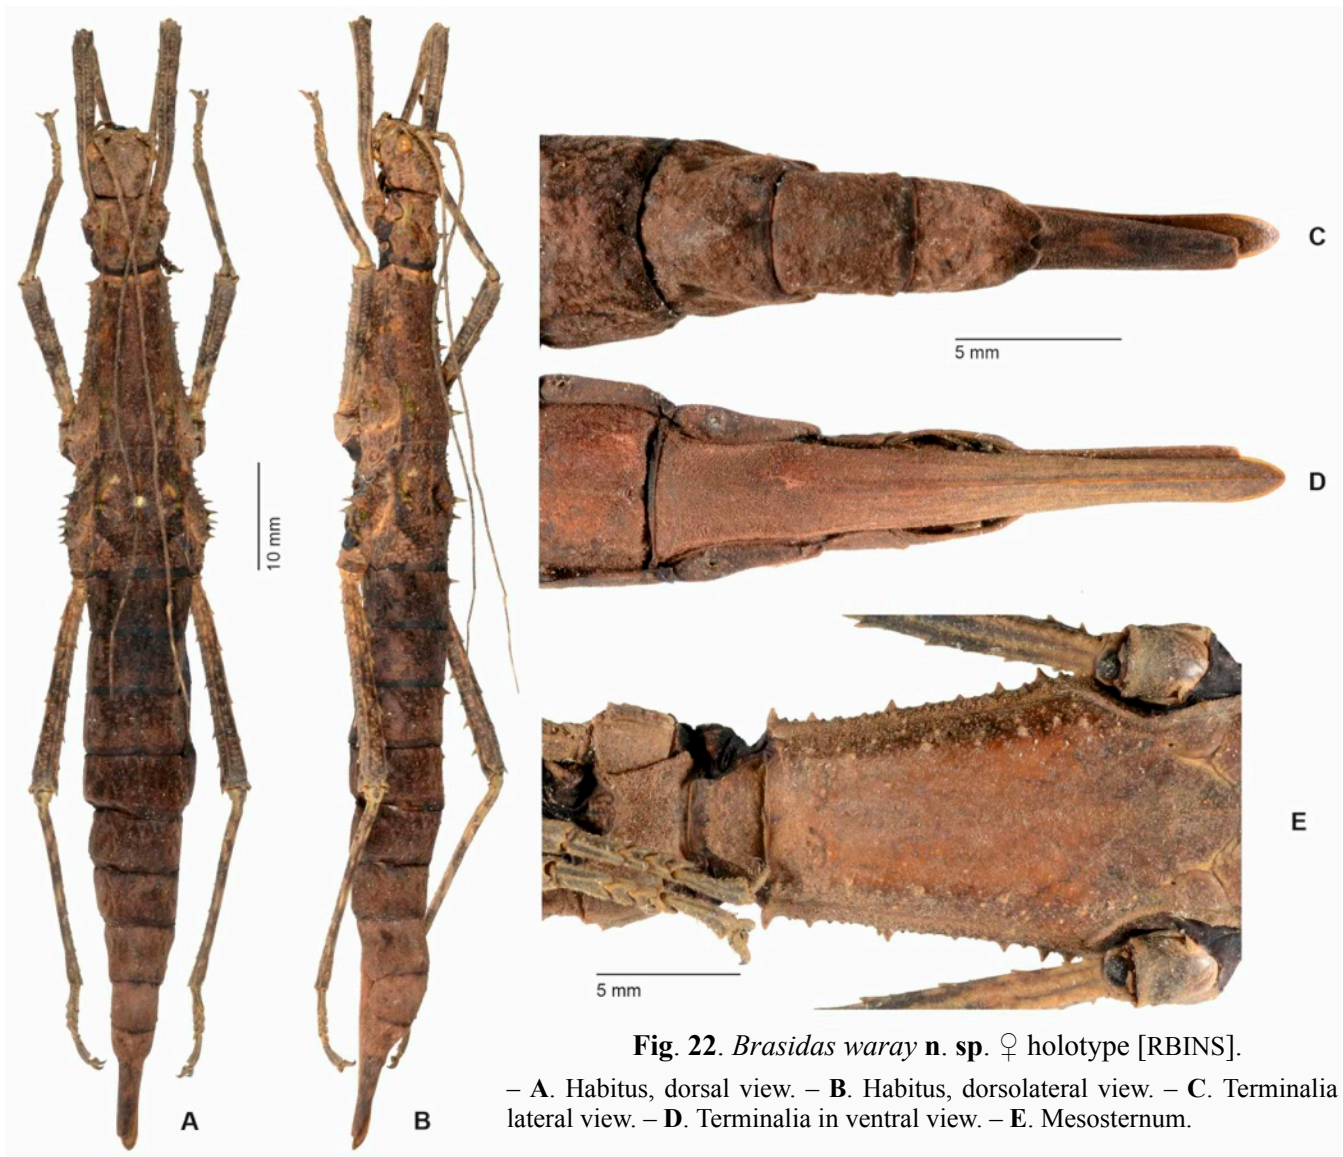 C
5 mm
D
10 mm
E
5 mm
Fig. 22. Brasidas waray n. sp. ♀ holotype [RBINS].
– A. Habitus, dorsal view. – B. Habitus, dorsolateral view. – C. Terminalia
lateral view. – D. Terminalia in ventral view. – E. Mesosternum.
A
B